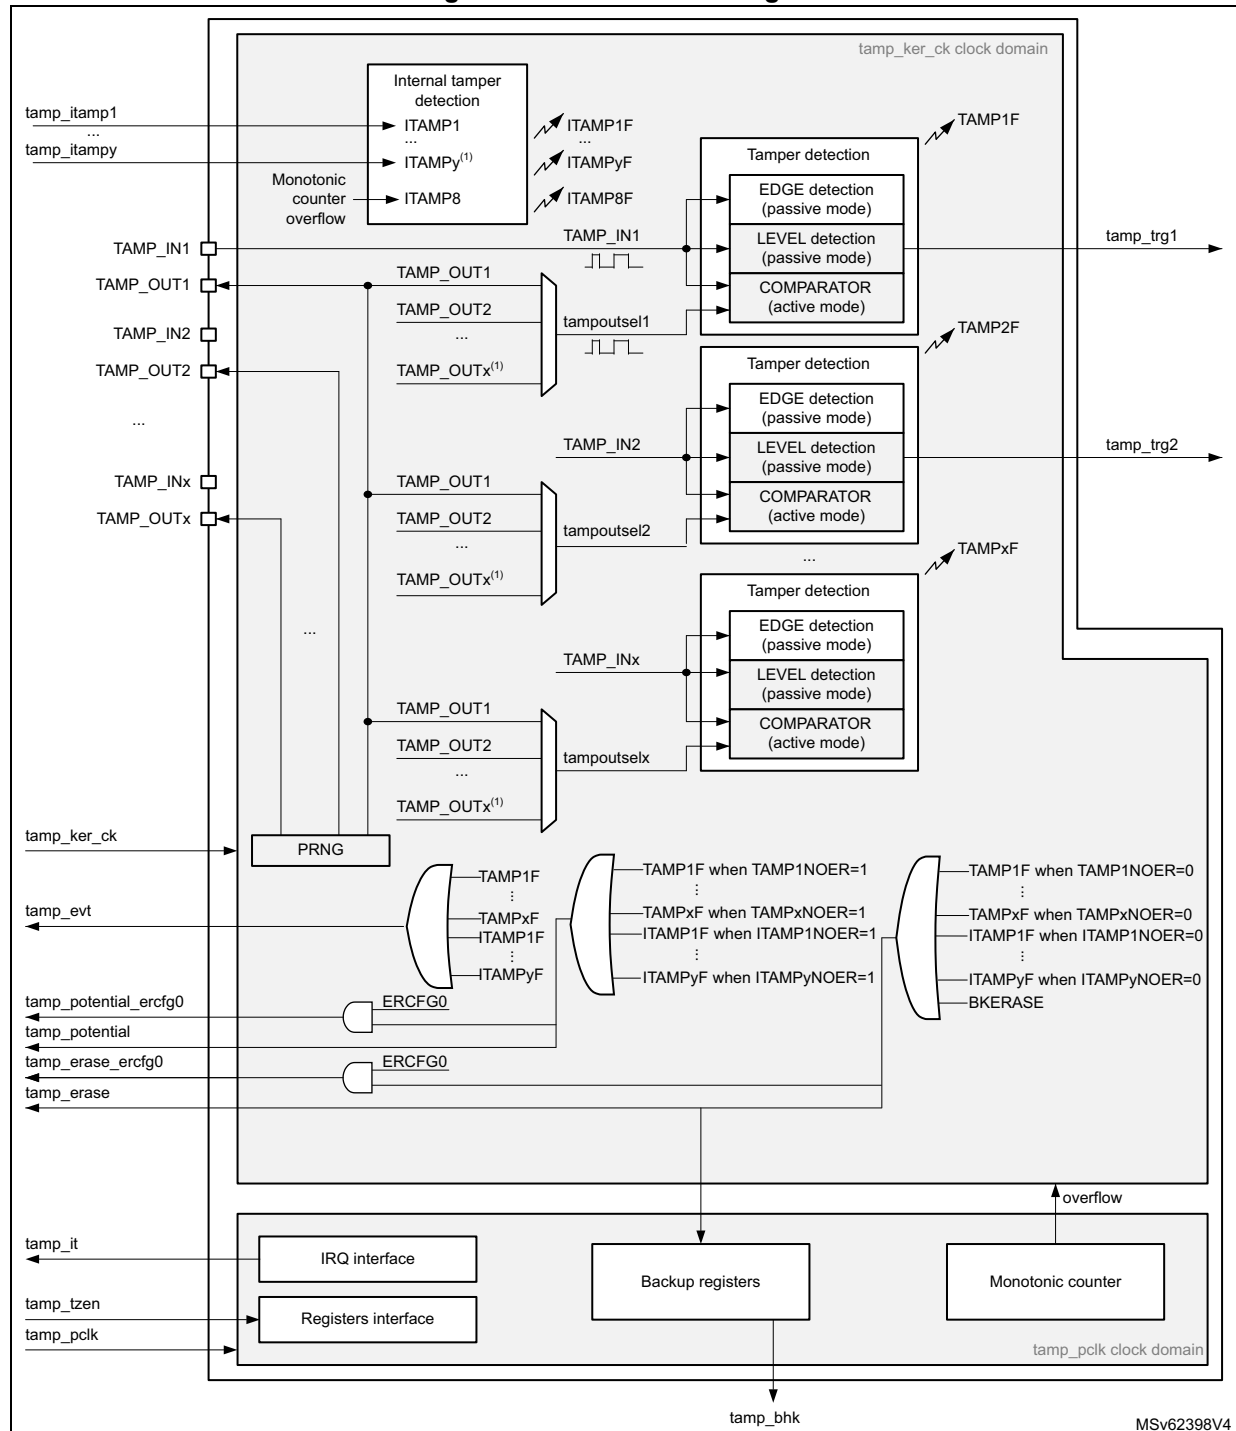 tamp_ker_ck clock domain
Internal tamper
detection
tamp_itamp1
ITAMP1
ITAMP1F
TAMP1F
...
...
...
tamp_itampy
ITAMPy(1)
ITAMPyF
Tamper detection
Monotonic
counter
overflow
ITAMP8
ITAMP8F
EDGE detection
(passive mode)
TAMP_IN1
TAMP_IN1
LEVEL detection
(passive mode)
tamp_trg1
TAMP_OUT1
TAMP_OUT1
COMPARATOR
(active mode)
TAMP_OUT2
tampoutsel1
TAMP_IN2
...
TAMP2F
TAMP_OUT2
TAMP_OUTx(1)
Tamper detection
EDGE detection
(passive mode)
...
TAMP_IN2
LEVEL detection
(passive mode)
tamp_trg2
TAMP_INx
TAMP_OUT1
COMPARATOR
(active mode)
TAMP_OUTx
TAMP_OUT2
tampoutsel2
...
...
TAMPxF
TAMP_OUTx(1)
Tamper detection
...
EDGE detection
(passive mode)
TAMP_INx
LEVEL detection
(passive mode)
TAMP_OUT1
COMPARATOR
(active mode)
TAMP_OUT2
tampoutselx
...
TAMP_OUTx(1)
tamp_ker_ck
PRNG
TAMP1F
⋮
TAMPxF
ITAMP1F
⋮
ITAMPyF
TAMP1F when TAMP1NOER=1
⋮
TAMPxF when TAMPxNOER=1
ITAMP1F when ITAMP1NOER=1
⋮
ITAMPyF when ITAMPyNOER=1
TAMP1F when TAMP1NOER=0
⋮
TAMPxF when TAMPxNOER=0
ITAMP1F when ITAMP1NOER=0
⋮
ITAMPyF when ITAMPyNOER=0
BKERASE
tamp_evt
tamp_potential_ercfg0
ERCFG0
tamp_potential
tamp_erase_ercfg0
ERCFG0
tamp_erase
overflow
tamp_it
IRQ interface
Backup registers
Monotonic counter
tamp_tzen
Registers interface
tamp_pclk
tamp_pclk clock domain
tamp_bhk
MSv62398V4